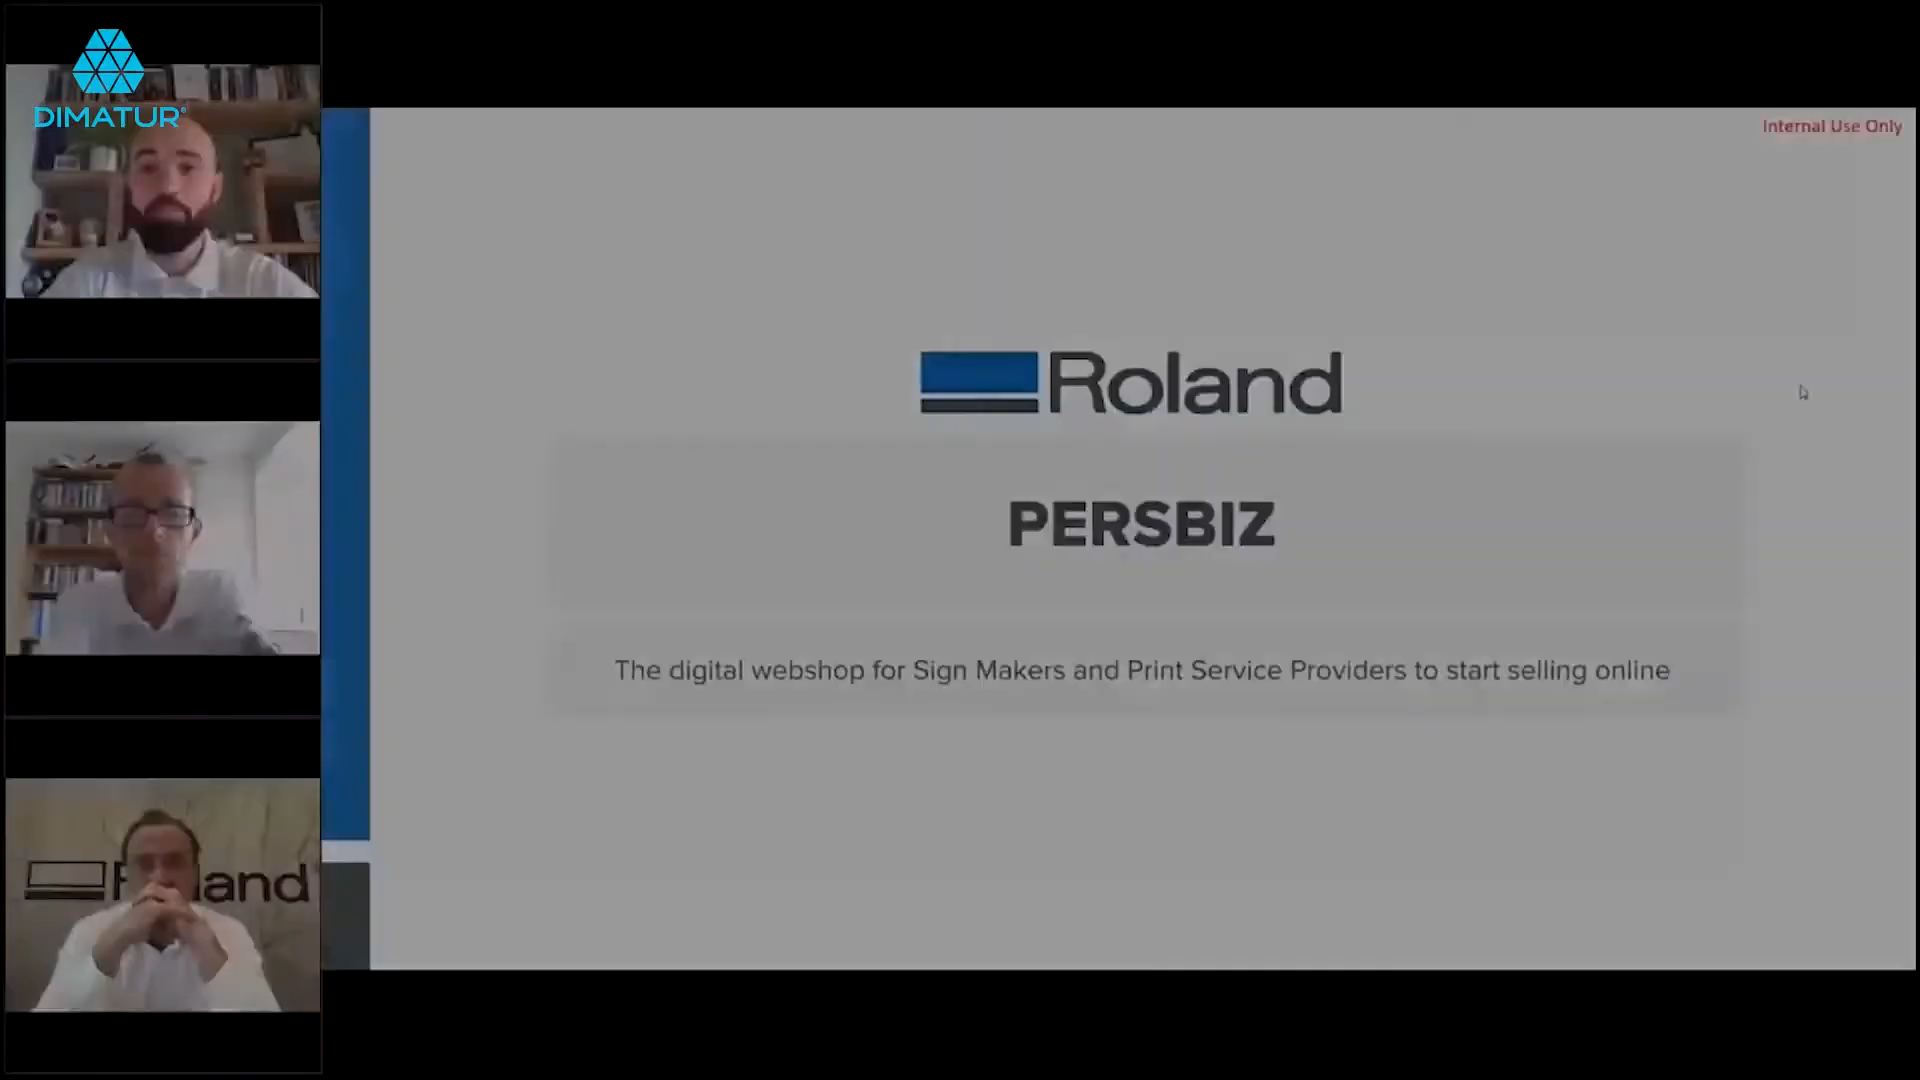 DIMATUR®
Internal Use Only
Roland
PERSBIZ
The digital webshop for Sign Makers and Print Service Providers to start selling online
Roland